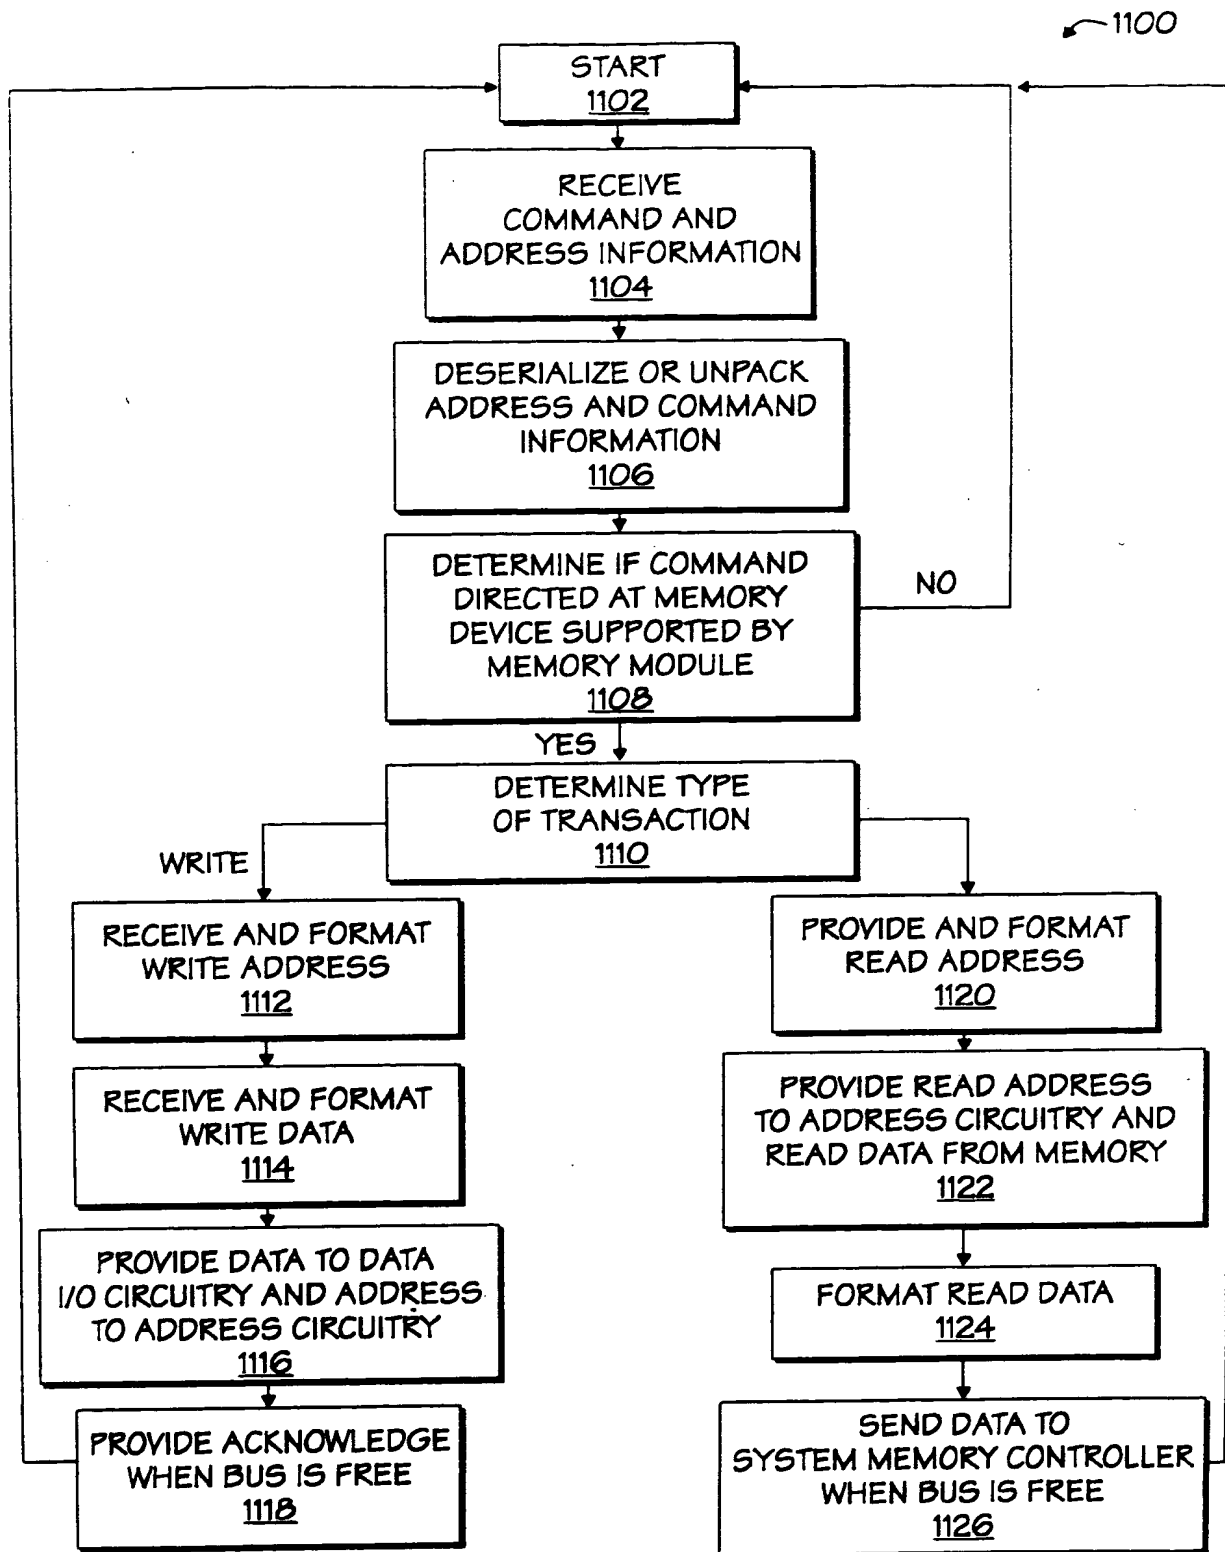 1100
START
1102
RECEIVE
COMMAND AND
ADDRESS INFORMATION
1104
DESERIALIZE OR UNPACK
ADDRESS AND COMMAND
INFORMATION
1106
DETERMINE IF COMMAND
DIRECTED AT MEMORY
DEVICE SUPPORTED BY
MEMORY MODULE
1108
NO
YES
DETERMINE TYPE
OF TRANSACTION
1110
WRITE
RECEIVE AND FORMAT
WRITE ADDRESS
1112
RECEIVE AND FORMAT
WRITE DATA
1114
PROVIDE DATA TO DATA
I/O CIRCUITRY AND ADDRESS
TO ADDRESS CIRCUITRY
1116
PROVIDE ACKNOWLEDGE
WHEN BUS IS FREE
1118
PROVIDE AND FORMAT
READ ADDRESS
1120
PROVIDE READ ADDRESS
TO ADDRESS CIRCUITRY AND
READ DATA FROM MEMORY
1122
FORMAT READ DATA
1124
SEND DATA TO
SYSTEM MEMORY CONTROLLER
WHEN BUS IS FREE
1126